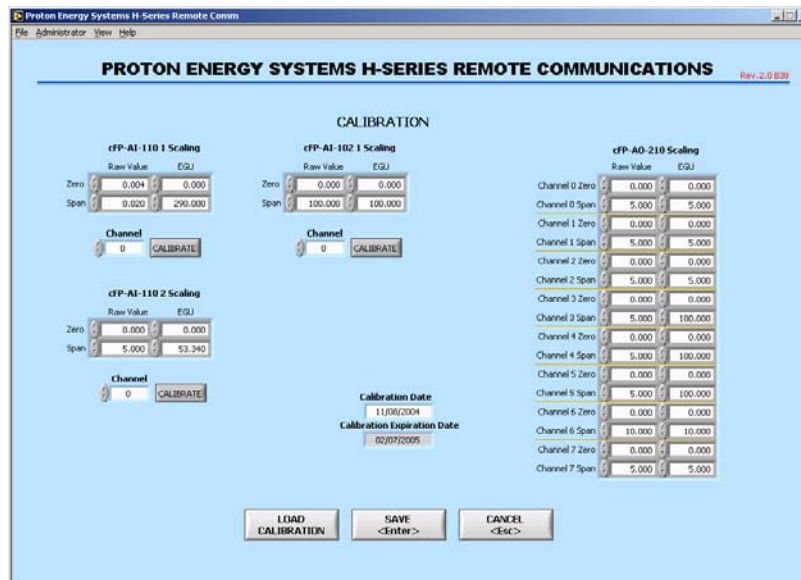 Proton Energy Systems H-Series Remote Comm
File Administrator View Help
PROTON ENERGY SYSTEMS H-SERIES REMOTE COMMUNICATIONS
Rev.2.0 B38
CALIBRATION
cFP-AI-110 1 Scaling
Raw Value EGU
Zero 0.004 0.000
Span 0.020 290.000
Channel
0 CALIBRATE
cFP-AI-102 1 Scaling
Raw Value EGU
Zero 0.000 0.000
Span 100.000 100.000
Channel
0 CALIBRATE
cFP-AI-110 2 Scaling
Raw Value EGU
Zero 0.000 0.000
Span 5.000 53.340
Channel
0 CALIBRATE
Calibration Date
11/08/2004
Calibration Expiration Date
02/07/2005
cFP-AO-210 Scaling
Raw Value EGU
Channel 0 Zero 0.000 0.000
Channel 0 Span 5.000 5.000
Channel 1 Zero 0.000 0.000
Channel 1 Span 5.000 5.000
Channel 2 Zero 0.000 0.000
Channel 2 Span 5.000 5.000
Channel 3 Zero 0.000 0.000
Channel 3 Span 5.000 100.000
Channel 4 Zero 0.000 0.000
Channel 4 Span 5.000 100.000
Channel 5 Zero 0.000 0.000
Channel 5 Span 5.000 100.000
Channel 6 Zero 0.000 0.000
Channel 6 Span 10.000 10.000
Channel 7 Zero 0.000 0.000
Channel 7 Span 5.000 5.000
LOAD CALIBRATION
SAVE <Enter>
CANCEL <Esc>